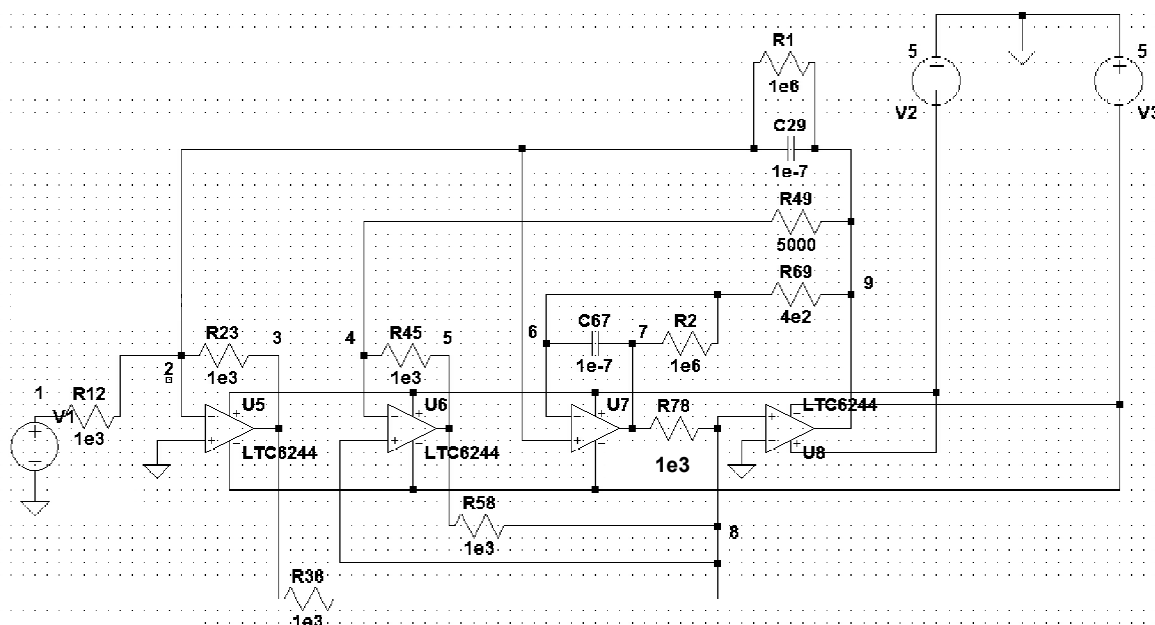 R1
1e6
5
5
V2
V3
C29
1e-7
R49
5000
R69
4e2
9
6
C67
1e-7
7
R2
1e6
R23
1e3
3
4
R45
1e3
5
2
1
V1
R12
1e3
U5
LTC6244
U6
LTC6244
U7
R78
1e3
LTC6244
U8
R58
1e3
8
R36
1e3